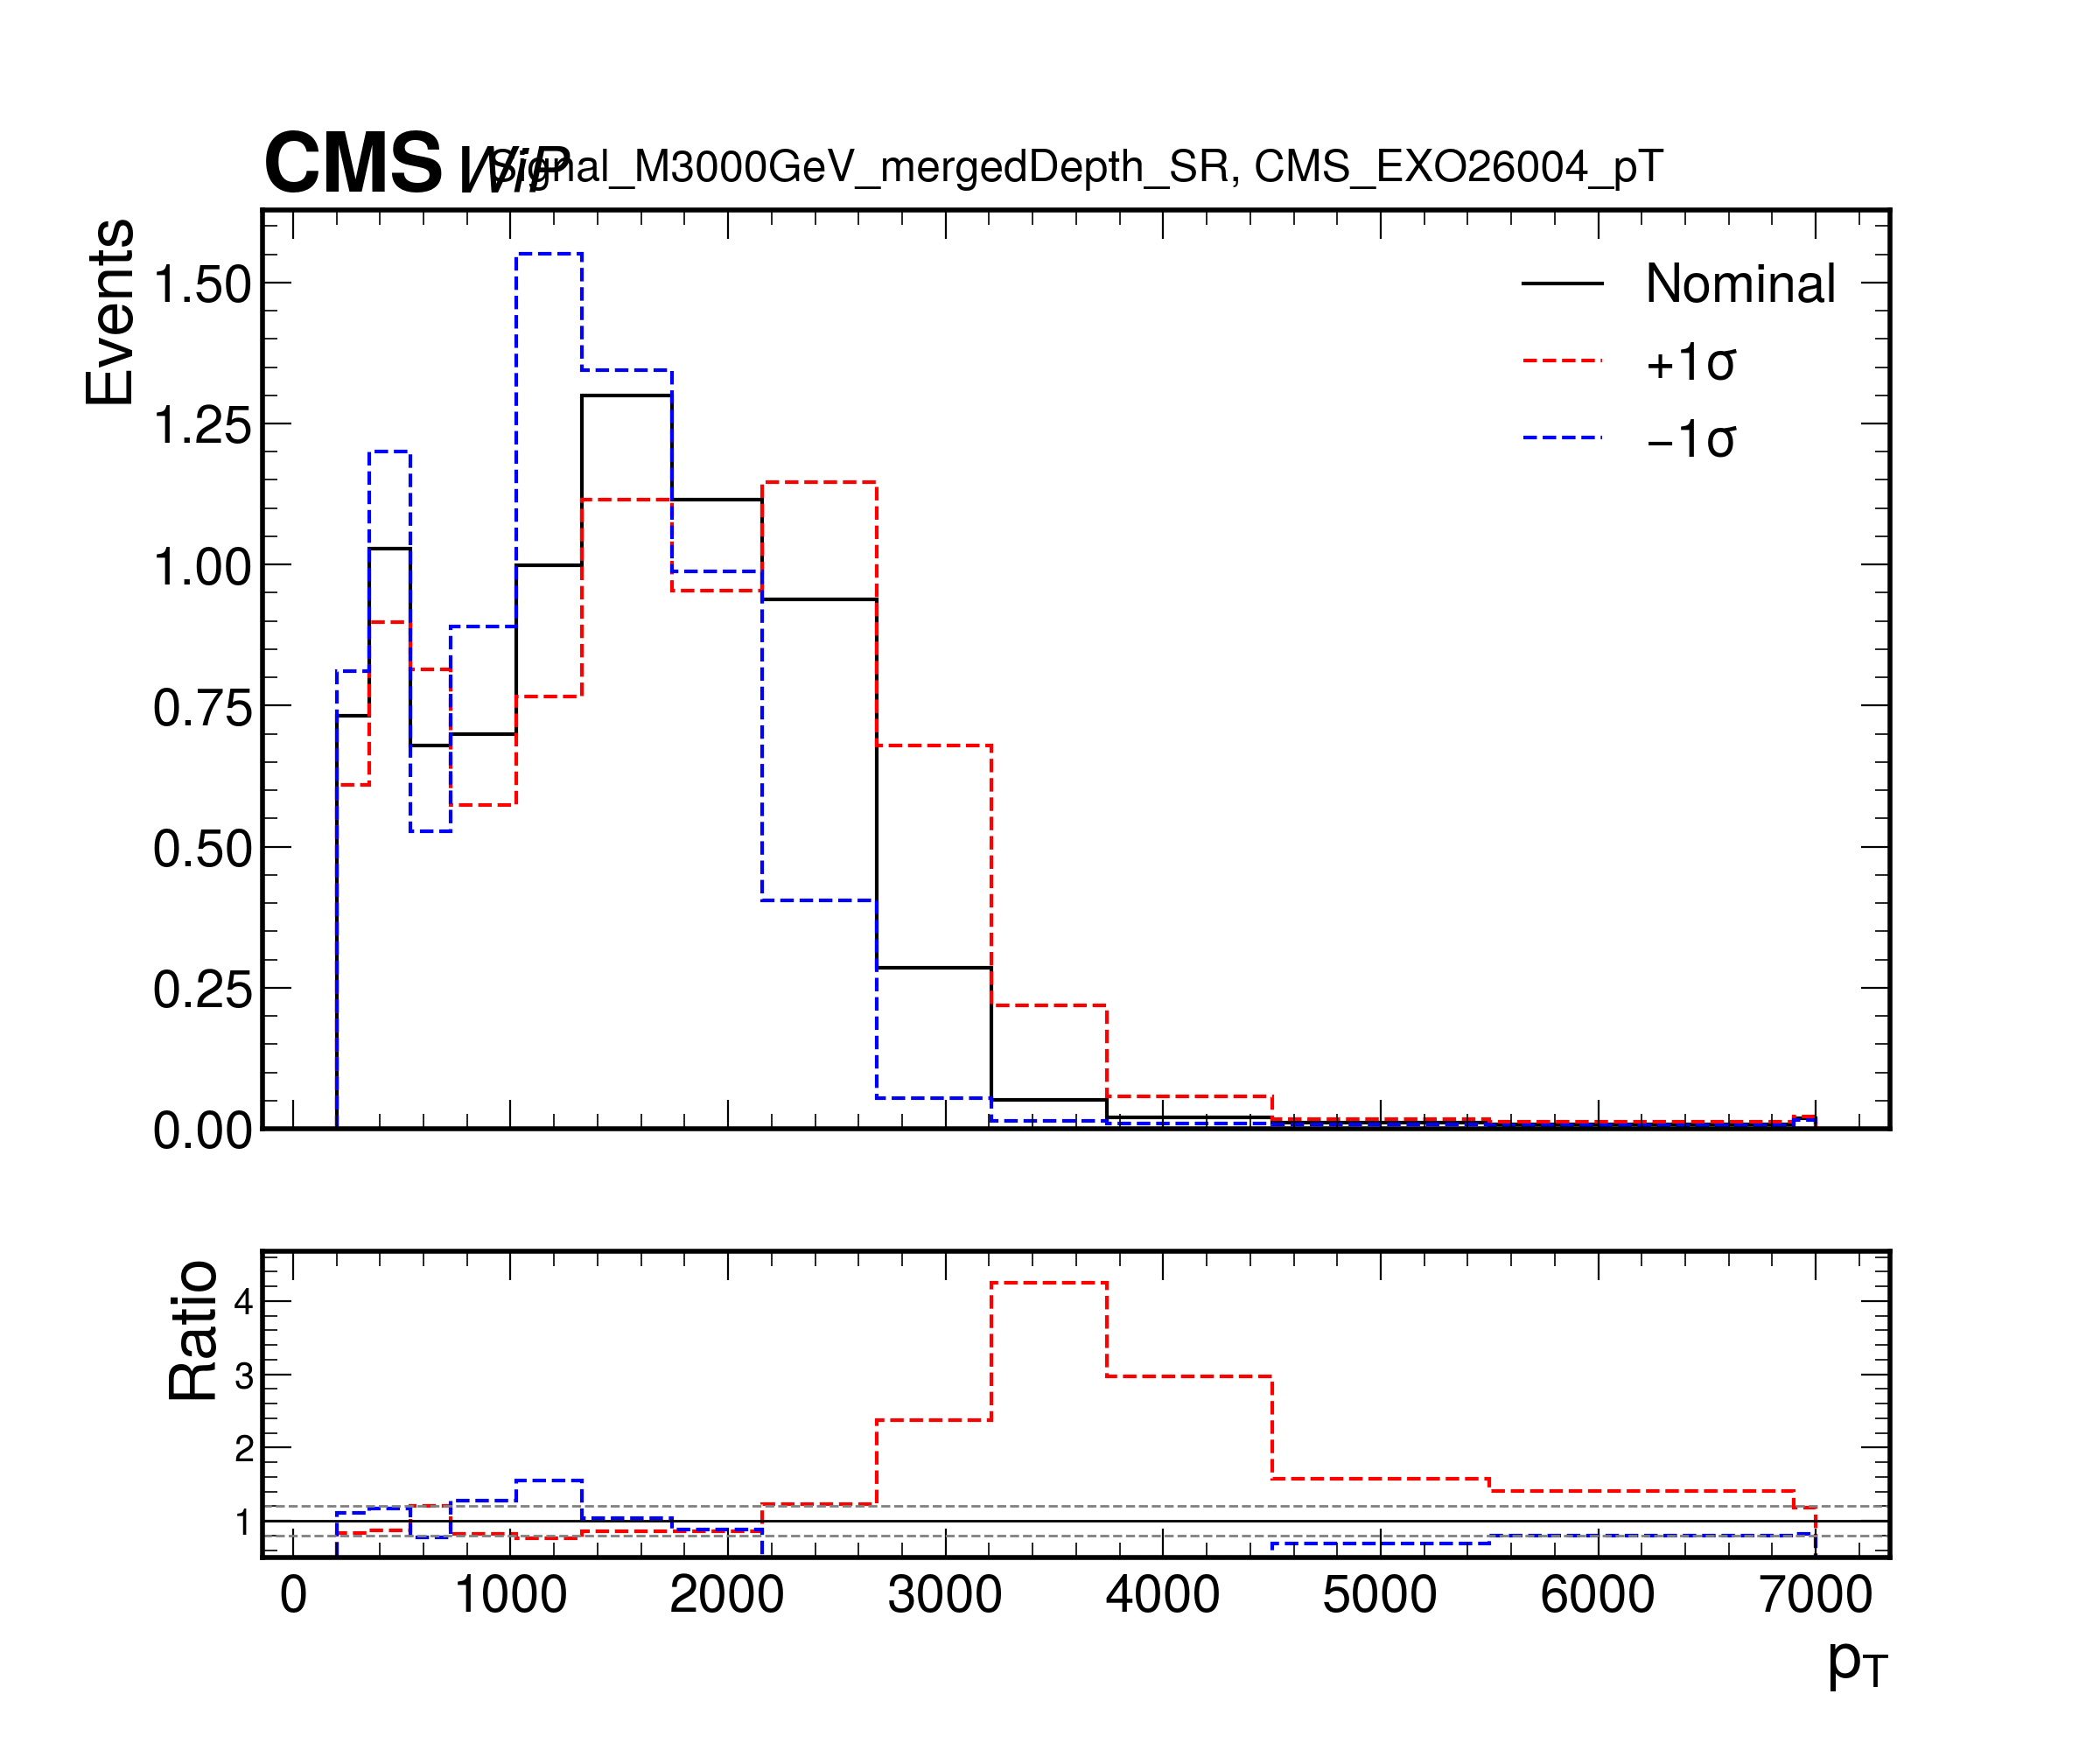 CMS WiP Signal_M3000GeV_mergedDepth_SR, CMS_EXO26004_pT
Events
1.50
1.25
1.00
0.75
0.50
0.25
0.00
Nominal
+1σ
−1σ
Ratio
4
3
2
1
0 1000 2000 3000 4000 5000 6000 7000
pT